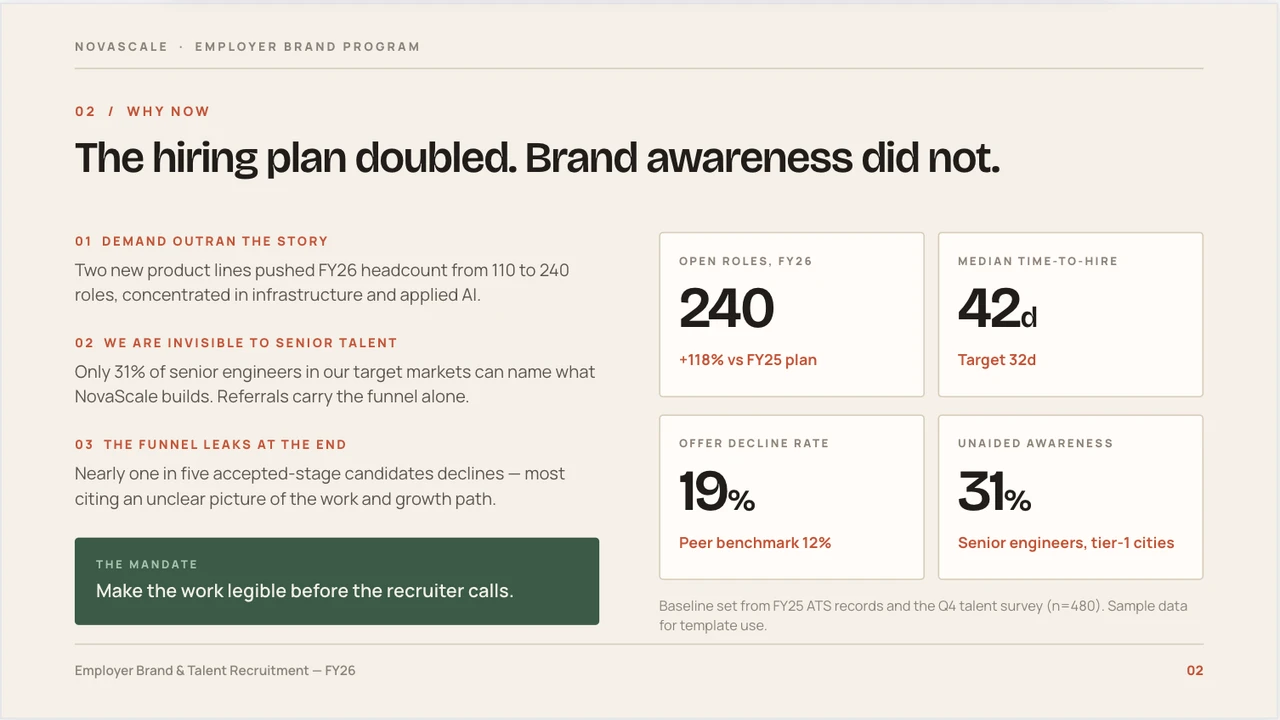 NOVASCALE · EMPLOYER BRAND PROGRAM
02 / WHY NOW
The hiring plan doubled. Brand awareness did not.
01 DEMAND OUTRAN THE STORY
Two new product lines pushed FY26 headcount from 110 to 240
roles, concentrated in infrastructure and applied AI.
02 WE ARE INVISIBLE TO SENIOR TALENT
Only 31% of senior engineers in our target markets can name what
NovaScale builds. Referrals carry the funnel alone.
03 THE FUNNEL LEAKS AT THE END
Nearly one in five accepted-stage candidates declines — most
citing an unclear picture of the work and growth path.
THE MANDATE
Make the work legible before the recruiter calls.
OPEN ROLES, FY26
240
+118% vs FY25 plan
MEDIAN TIME-TO-HIRE
42d
Target 32d
OFFER DECLINE RATE
19%
Peer benchmark 12%
UNAIDED AWARENESS
31%
Senior engineers, tier-1 cities
Baseline set from FY25 ATS records and the Q4 talent survey (n=480). Sample data
for template use.
Employer Brand & Talent Recruitment — FY26
02